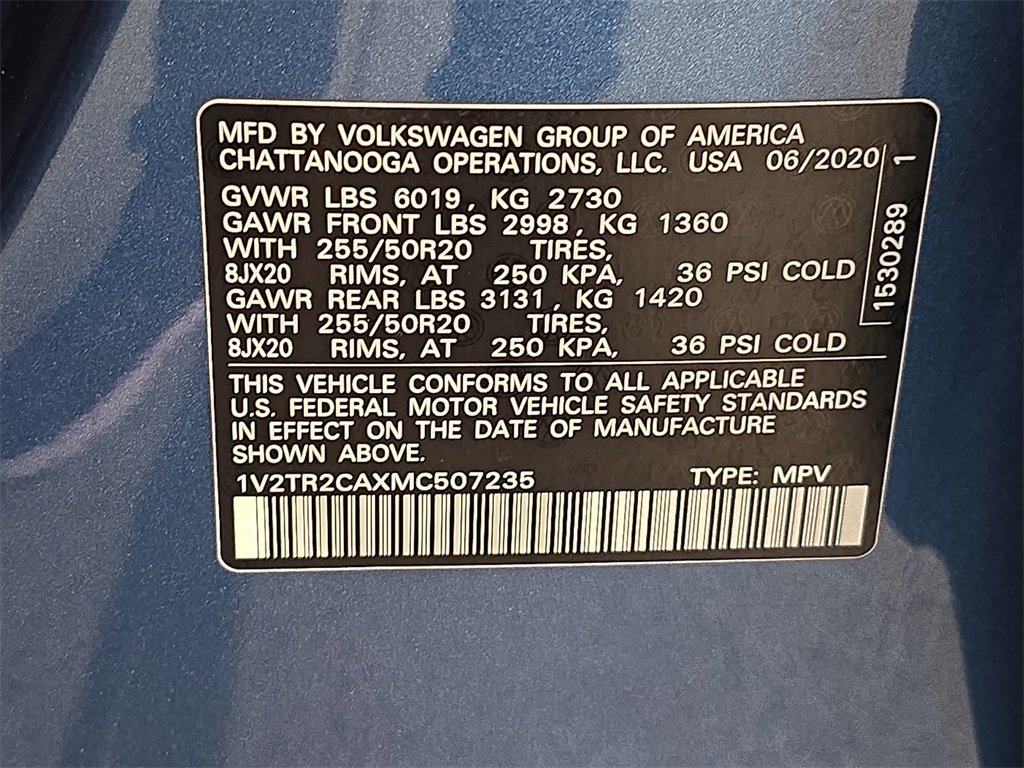 MFD BY VOLKSWAGEN GROUP OF AMERICA
CHATTANOOGA OPERATIONS, LLC. USA 06/2020
GVWR LBS 6019, KG 2730
GAWR FRONT LBS 2998, KG 1360
WITH 255/50R20 TIRES,
8JX20 RIMS, AT 250 KPA, 36 PSI COLD
GAWR REAR LBS 3131, KG 1420
WITH 255/50R20 TIRES,
8JX20 RIMS, AT 250 KPA, 36 PSI COLD
THIS VEHICLE CONFORMS TO ALL APPLICABLE
U.S. FEDERAL MOTOR VEHICLE SAFETY STANDARDS
IN EFFECT ON THE DATE OF MANUFACTURE
SHOWN ABOVE.
1V2TR2CAXMC507235 TYPE: MPV
1530289 1